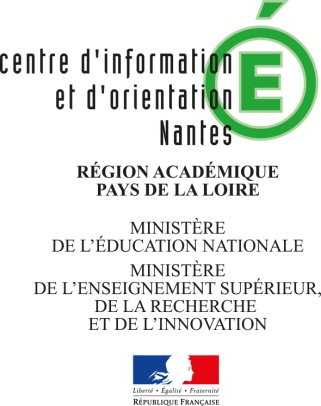 centre d'information
et d'orientation
Nantes
É
RÉGION ACADÉMIQUE
PAYS DE LA LOIRE
MINISTÈRE
DE L'ÉDUCATION NATIONALE
MINISTÈRE
DE L'ENSEIGNEMENT SUPÉRIEUR,
DE LA RECHERCHE
ET DE L'INNOVATION
Liberté • Égalité • Fraternité
RÉPUBLIQUE FRANÇAISE